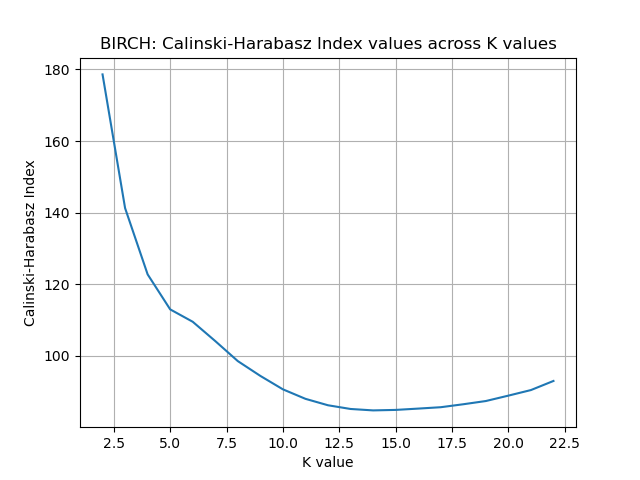 BIRCH: Calinski-Harabasz Index values across K values
180
160
140
120
100
Calinski-Harabasz Index
2.5 5.0 7.5 10.0 12.5 15.0 17.5 20.0 22.5
K value